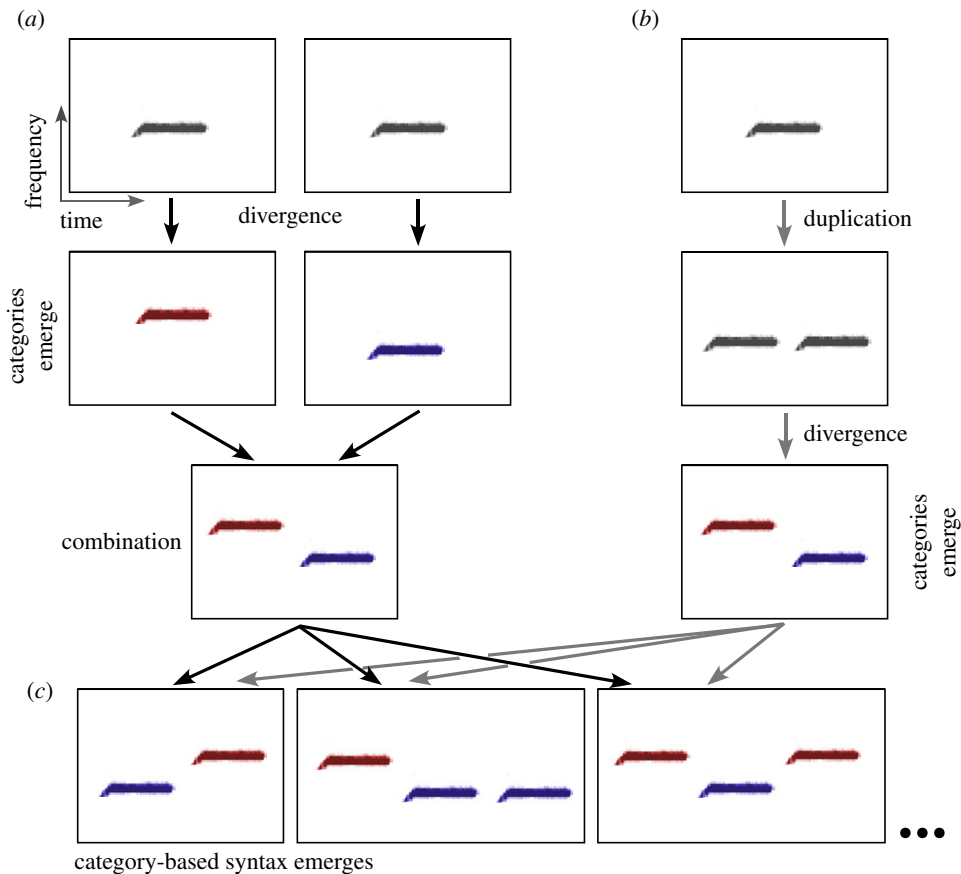 (a)
(b)
frequency
time
divergence
duplication
categories
emerge
divergence
combination
categories
emerge
(c)
category-based syntax emerges